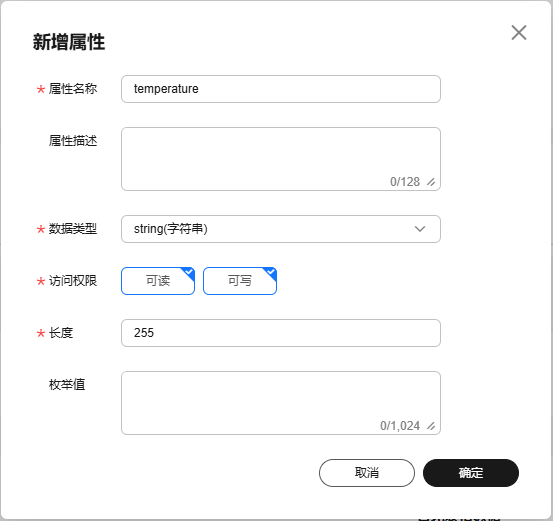 新增属性
* 属性名称 temperature
属性描述
0/128
* 数据类型 string(字符串)
* 访问权限 可读 可写
* 长度 255
枚举值
0/1,024
取消 确定